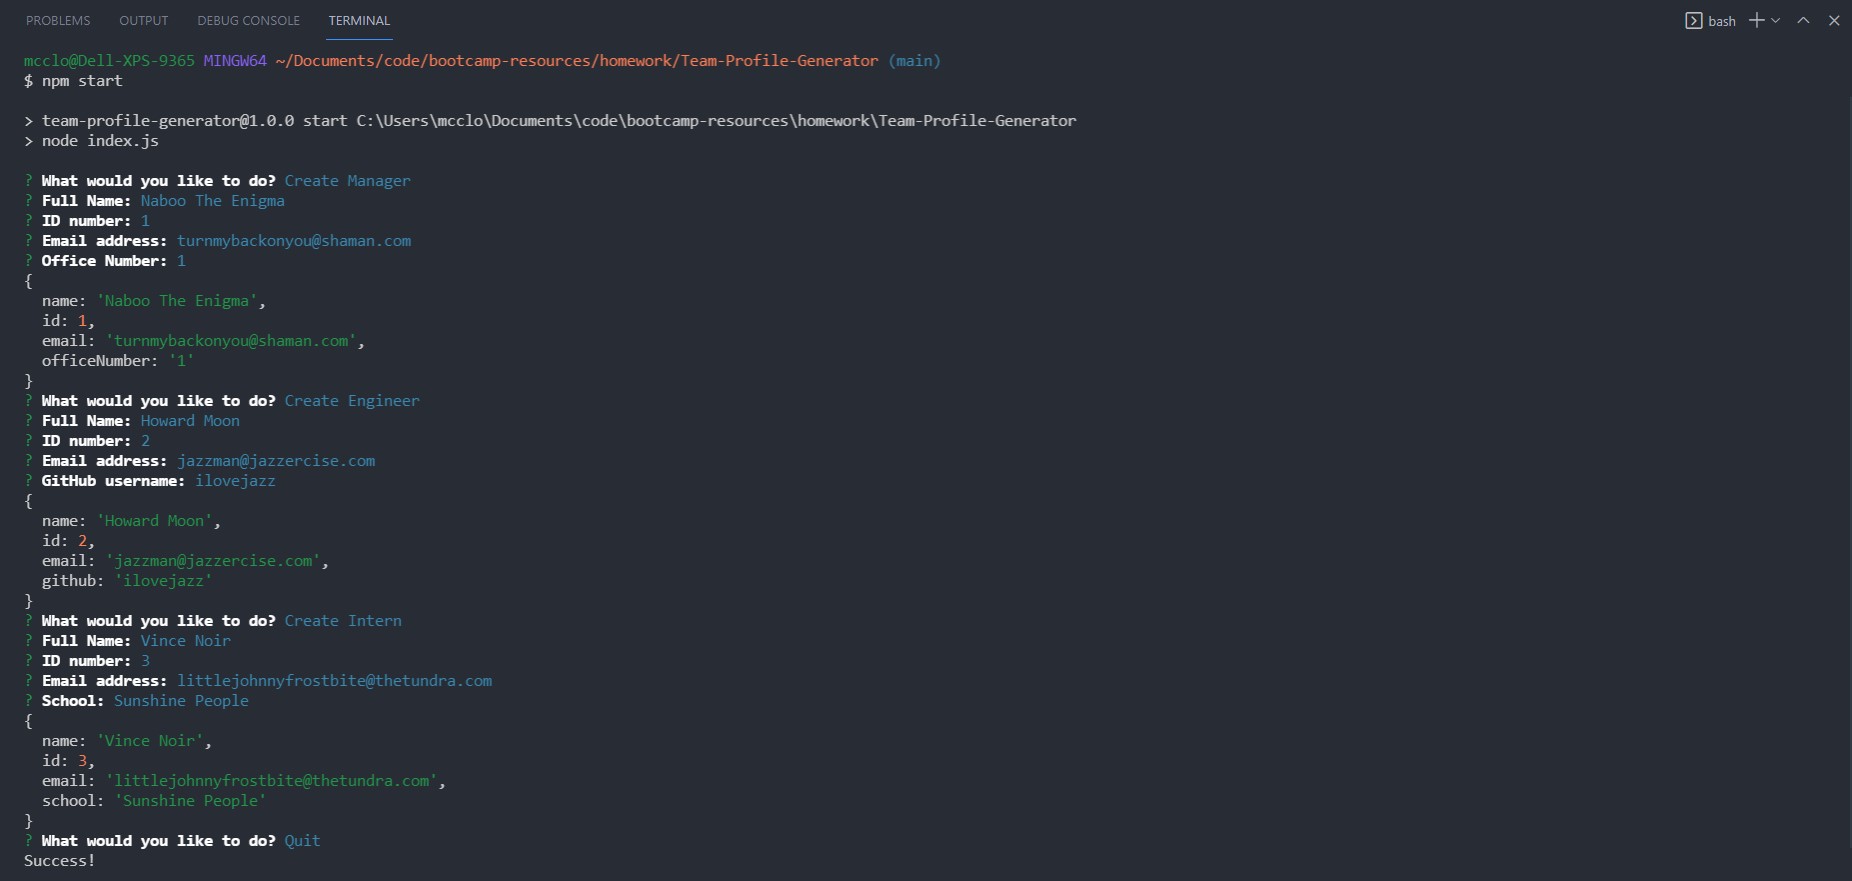 PROBLEMS OUTPUT DEBUG CONSOLE TERMINAL bash
mcclo@Dell-XPS-9365 MINGW64 ~/Documents/code/bootcamp-resources/homework/Team-Profile-Generator (main)
$ npm start
> team-profile-generator@1.0.0 start C:\Users\mcclo\Documents\code\bootcamp-resources\homework\Team-Profile-Generator
> node index.js
? What would you like to do? Create Manager
? Full Name: Naboo The Enigma
? ID number: 1
? Email address: turnmybackonyou@shaman.com
? Office Number: 1
{
  name: 'Naboo The Enigma',
  id: 1,
  email: 'turnmybackonyou@shaman.com',
  officeNumber: '1'
}
? What would you like to do? Create Engineer
? Full Name: Howard Moon
? ID number: 2
? Email address: jazzman@jazzercise.com
? GitHub username: ilovejazz
{
  name: 'Howard Moon',
  id: 2,
  email: 'jazzman@jazzercise.com',
  github: 'ilovejazz'
}
? What would you like to do? Create Intern
? Full Name: Vince Noir
? ID number: 3
? Email address: littlejohnnyfrostbite@thetundra.com
? School: Sunshine People
{
  name: 'Vince Noir',
  id: 3,
  email: 'littlejohnnyfrostbite@thetundra.com',
  school: 'Sunshine People'
}
? What would you like to do? Quit
Success!